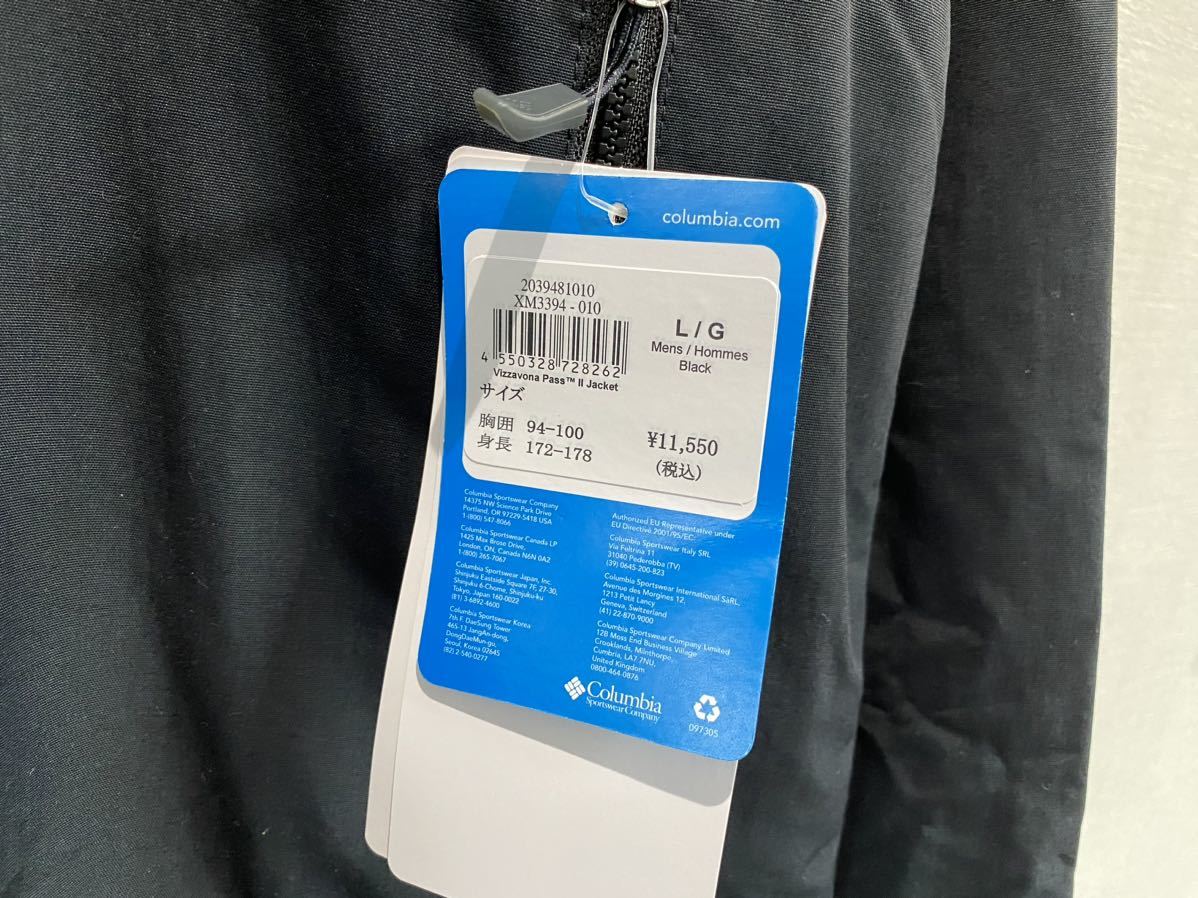 columbia.com
2039481010
XM3394 - 010
4 550328 728262
Vizzavona Pass™ II Jacket
L / G
Mens / Hommes
Black
サイズ
胸囲 94-100
身長 172-178
¥11,550
(税込)
Columbia Sportswear Company
14375 NW Science Park Drive
Portland, OR 97229-5418 USA
1-(800) 547-8066
Columbia Sportswear Canada LP
1425 Max Brose Drive,
London, ON, Canada N6N 0A2
1-(800) 265-7067
Columbia Sportswear Japan, Inc.
Shinjuku Eastside Square 7F, 27-30,
Shinjuku 6-Chome, Shinjuku-ku
Tokyo, Japan 160-0022
(81) 3-6892-4600
Columbia Sportswear Korea
7th F. DaeSung Tower
465-13 JangAn-dong,
DongDaeMun-gu,
Seoul, Korea 02645
(82) 2-540-0277
Authorized EU Representative under
EU Directive 2001/95/EC:
Columbia Sportswear Italy SRL
Via Feltrina 11
31040 Pederobba (TV)
(39) 0645-200-823
Columbia Sportswear International SàRL,
Avenue des Morgines 12,
1213 Petit Lancy
Geneva, Switzerland
(41) 22-870-9000
Columbia Sportswear Company Limited
12B Moss End Business Village
Crooklands, Milnthorpe,
Cumbria, LA7 7NU,
United Kingdom
0800-464-0876
Columbia
Sportswear Company
097305